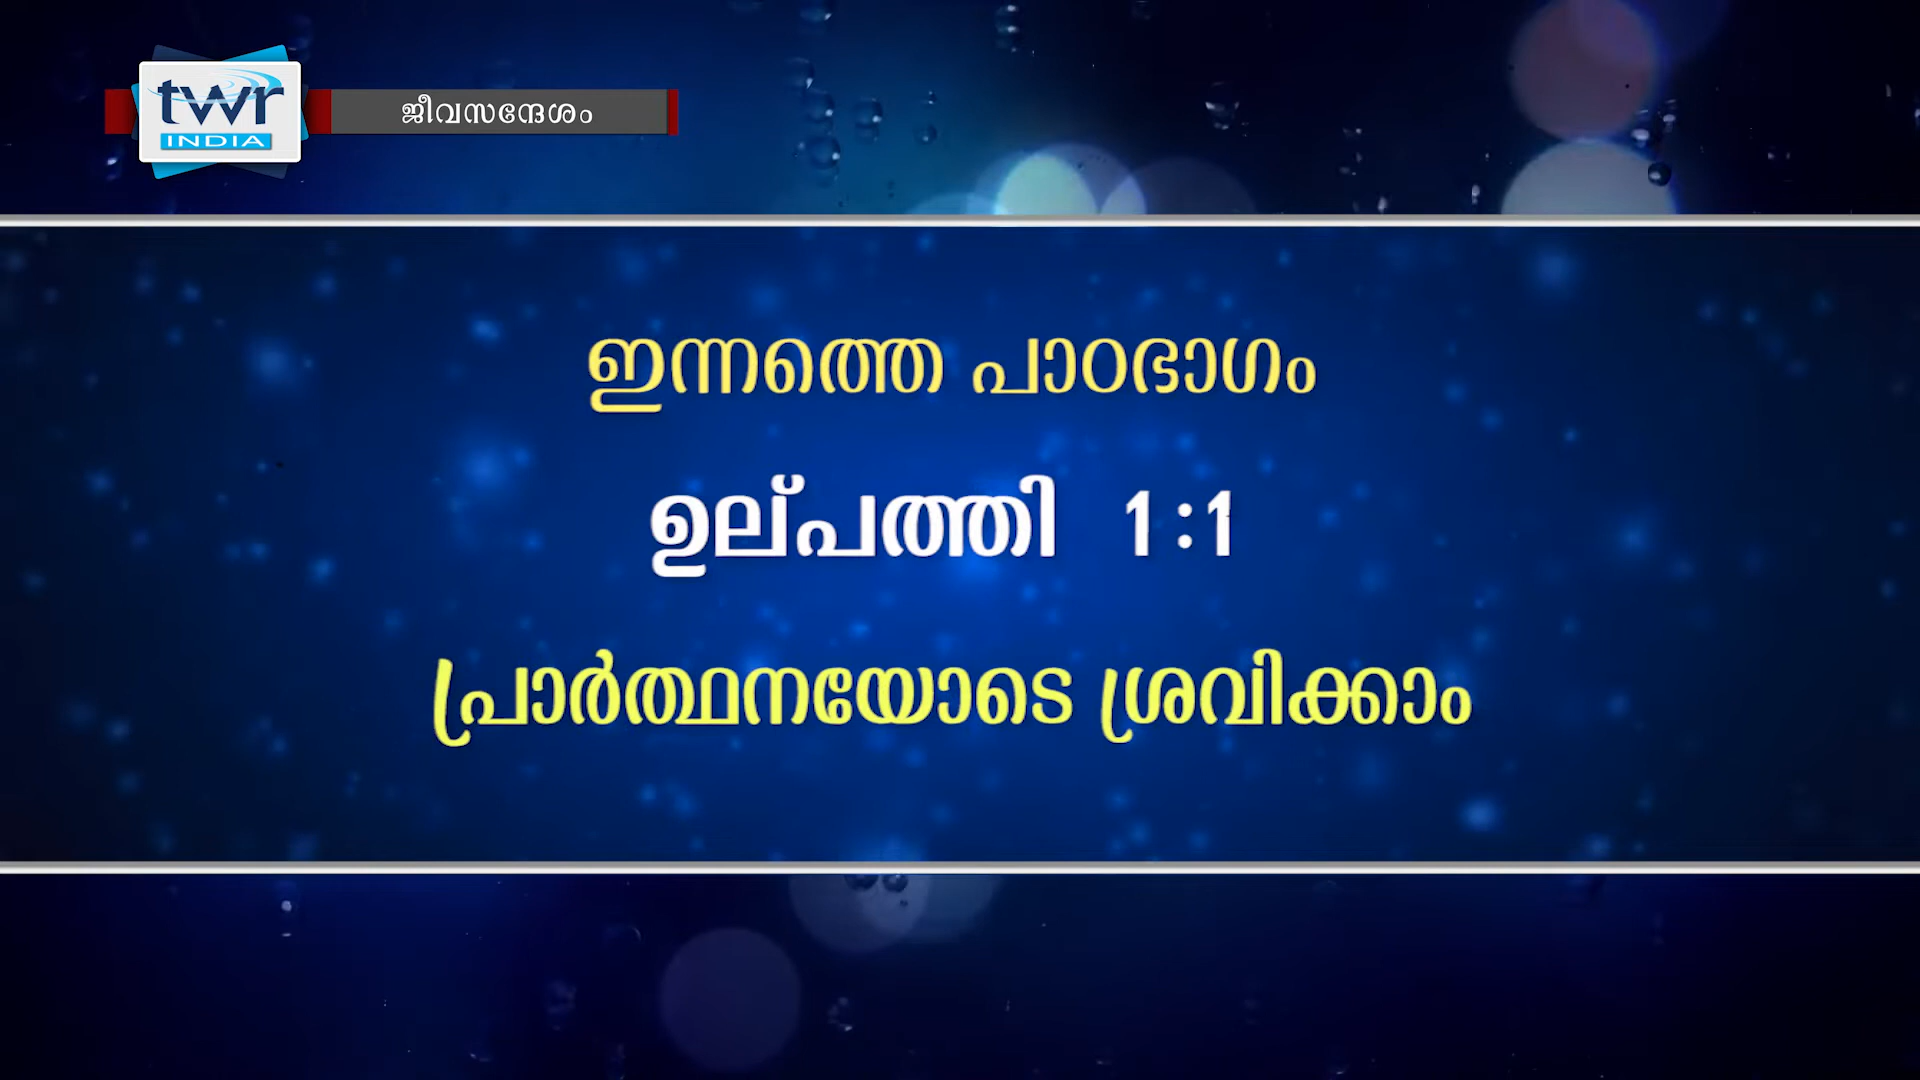 twr
INDIA
ജീവസന്ദേശം
ഇന്നത്തെ പാഠഭാഗം
ഉല്പത്തി 1:1
പ്രാർത്ഥനയോടെ ശ്രവിക്കാം